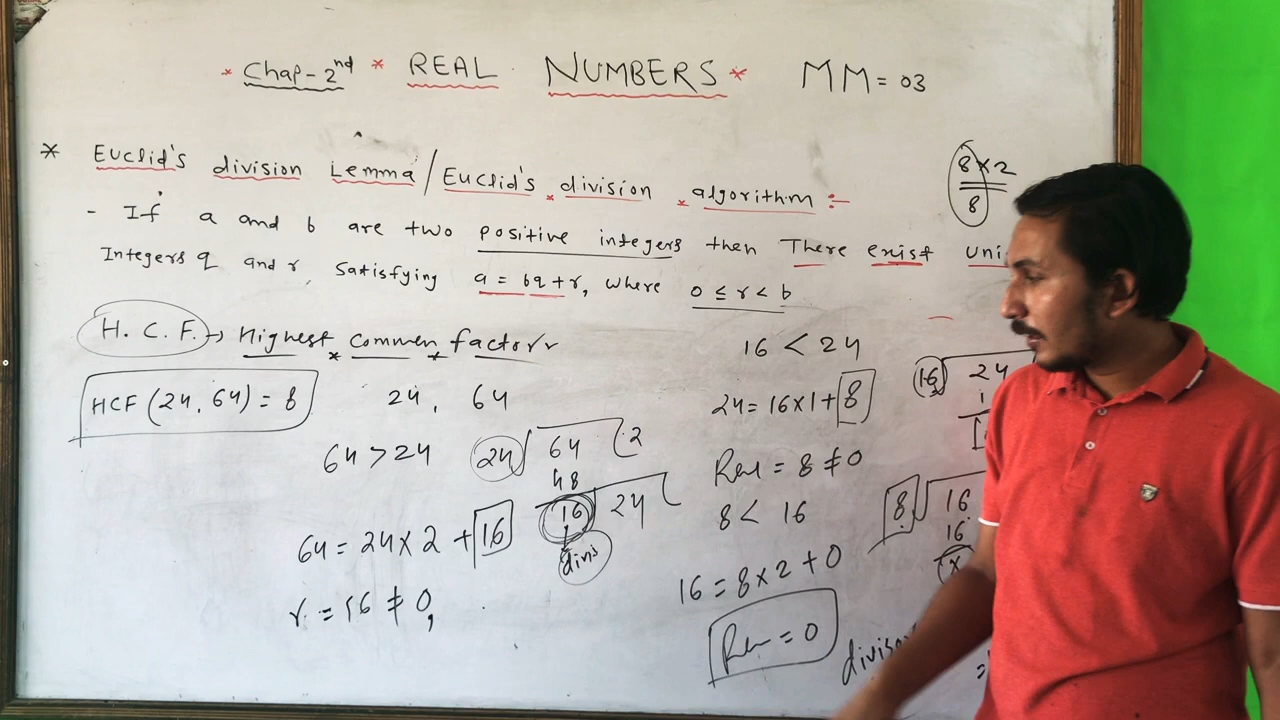 * Chap-2nd * REAL NUMBERS * MM = 03
* Euclid's division Lemma/Euclid's division algorithm :-
- If a and b are two positive integers then There exist uni
Integers q and r Satisfying a = bq + r, where 0 ≤ r < b
8×2
8
H. C. F. → Highest common factor
HCF (24, 64) = 8
24, 64
64 > 24
24 64 2
48
16 24
divis
64 = 24 × 2 + 16
r = 16 ≠ 0,
16 < 24
24 = 16×1 + 8
Rem = 8 ≠ 0
8 < 16
16 = 8×2 + 0
Rem = 0
16 24
8 16
16
×
divisor
=